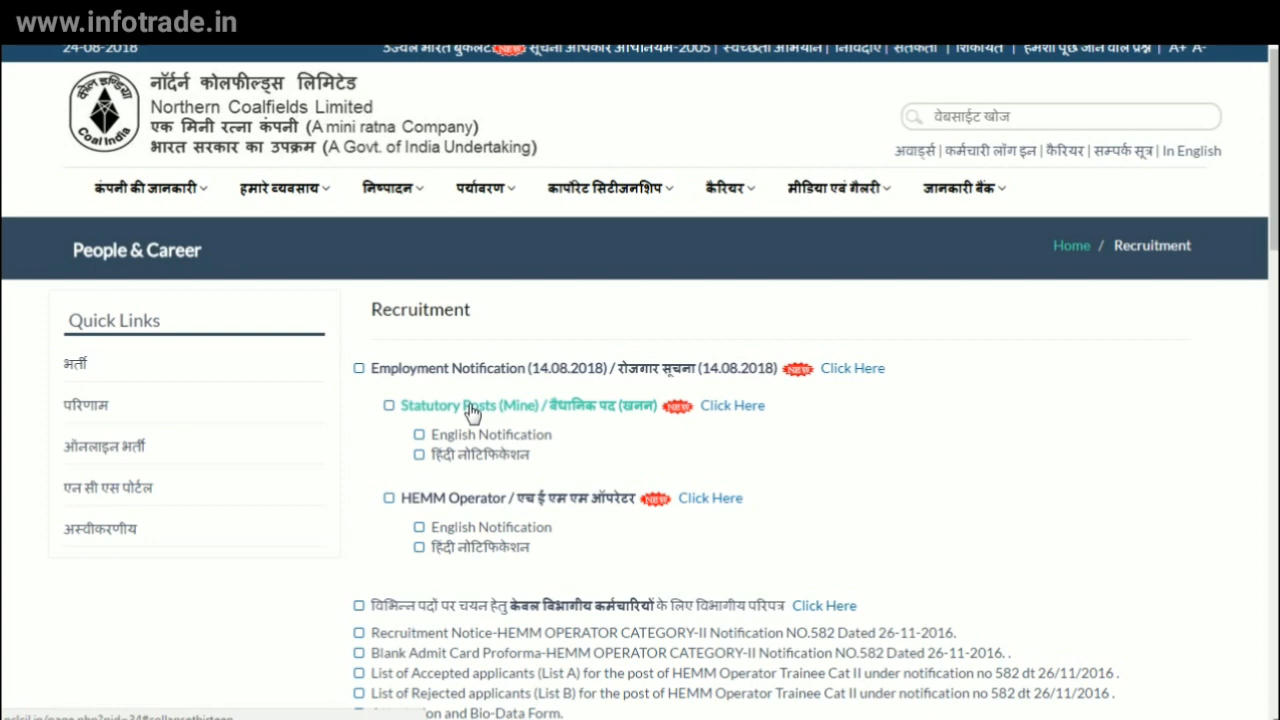 www.infotrade.in
24-08-2018 उज्वल भारत बुकलेट NEW सूचना अधिकार अधिनियम-2005 | स्वच्छता अभियान | निविदाएं | सतर्कता | शिकायत | हमेशा पूछे जाने वाले प्रश्न | A+ A-
नॉर्दर्न कोलफील्ड्स लिमिटेड
Northern Coalfields Limited
एक मिनी रत्ना कंपनी (A mini ratna Company)
भारत सरकार का उपक्रम (A Govt. of India Undertaking)
कोल इण्डिया
Coal India
वेबसाईट खोज
अवार्ड्स | कर्मचारी लॉग इन | कैरियर | सम्पर्क सूत्र | In English
कंपनी की जानकारी हमारे व्यवसाय निष्पादन पर्यावरण कार्पोरेट सिटीजनशिप कैरियर मीडिया एवं गैलरी जानकारी बैंक
People & Career
Home / Recruitment
Quick Links
भर्ती
परिणाम
ऑनलाइन भर्ती
एन सी एस पोर्टल
अस्वीकरणीय
Recruitment
Employment Notification (14.08.2018) / रोजगार सूचना (14.08.2018) NEW Click Here
Statutory Posts (Mine) / वैधानिक पद (खनन) NEW Click Here
English Notification
हिंदी नोटिफिकेशन
HEMM Operator / एच ई एम एम ऑपरेटर NEW Click Here
English Notification
हिंदी नोटिफिकेशन
विभिन्न पदों पर चयन हेतु केवल विभागीय कर्मचारियों के लिए विभागीय परिपत्र Click Here
Recruitment Notice-HEMM OPERATOR CATEGORY-II Notification NO.582 Dated 26-11-2016.
Blank Admit Card Proforma-HEMM OPERATOR CATEGORY-II Notification NO.582 Dated 26-11-2016. .
List of Accepted applicants (List A) for the post of HEMM Operator Trainee Cat II under notification no 582 dt 26/11/2016 .
List of Rejected applicants (List B) for the post of HEMM Operator Trainee Cat II under notification no 582 dt 26/11/2016 .
and Bio-Data Form.